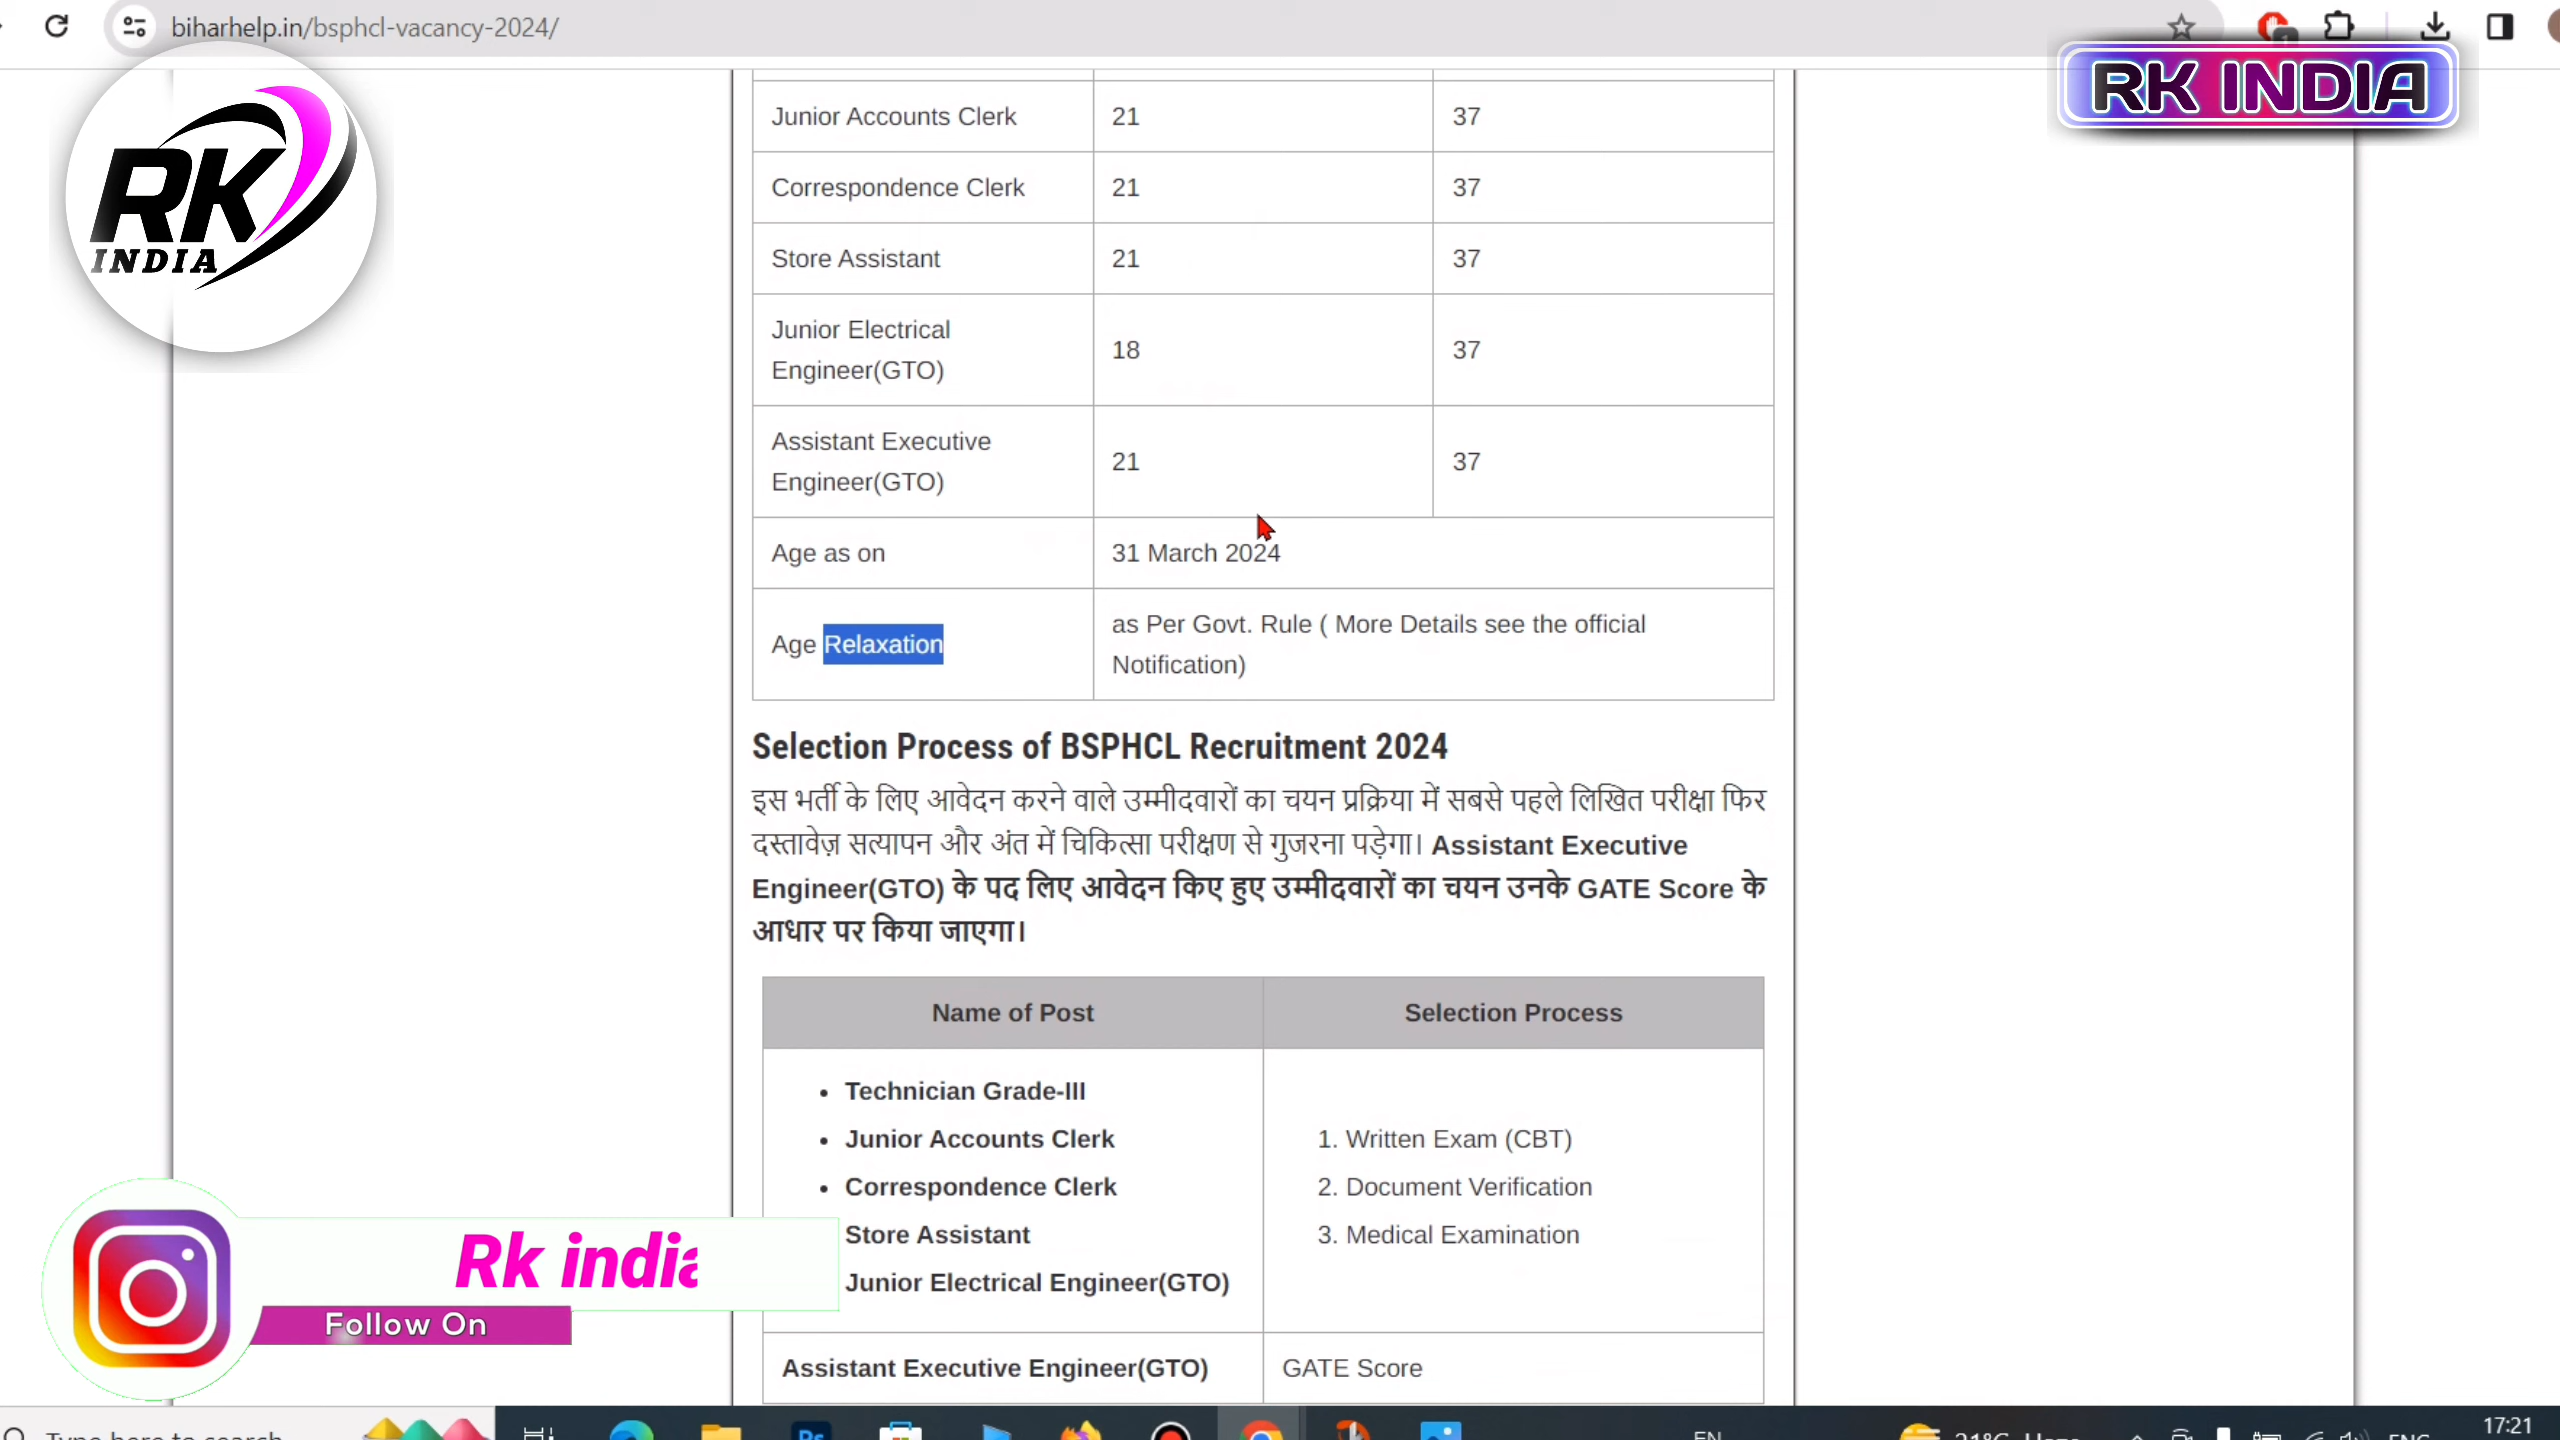 biharhelp.in/bsphcl-vacancy-2024/
RK INDIA
RK
INDIA
Junior Accounts Clerk 21 37
Correspondence Clerk 21 37
Store Assistant 21 37
Junior Electrical
Engineer(GTO) 18 37
Assistant Executive
Engineer(GTO) 21 37
Age as on 31 March 2024
Age Relaxation as Per Govt. Rule ( More Details see the official
Notification)
Selection Process of BSPHCL Recruitment 2024
इस भर्ती के लिए आवेदन करने वाले उम्मीदवारों का चयन प्रक्रिया में सबसे पहले लिखित परीक्षा फिर
दस्तावेज़ सत्यापन और अंत में चिकित्सा परीक्षण से गुजरना पड़ेगा। Assistant Executive
Engineer(GTO) के पद लिए आवेदन किए हुए उम्मीदवारों का चयन उनके GATE Score के
आधार पर किया जाएगा।
Name of Post Selection Process
Technician Grade-III
Junior Accounts Clerk
Correspondence Clerk
Store Assistant
Junior Electrical Engineer(GTO)
1. Written Exam (CBT)
2. Document Verification
3. Medical Examination
Assistant Executive Engineer(GTO) GATE Score
Rk india
Follow On
Type here to search
Ps
EN
17:21